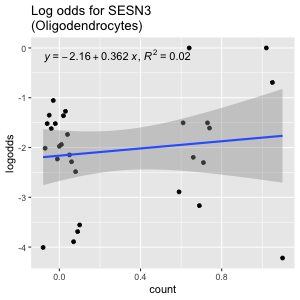 Log odds for SESN3
(Oligodendrocytes)
y = −2.16 + 0.362 x, R² = 0.02
0
-1
-2
-3
-4
logodds
0.0 0.4 0.8
count